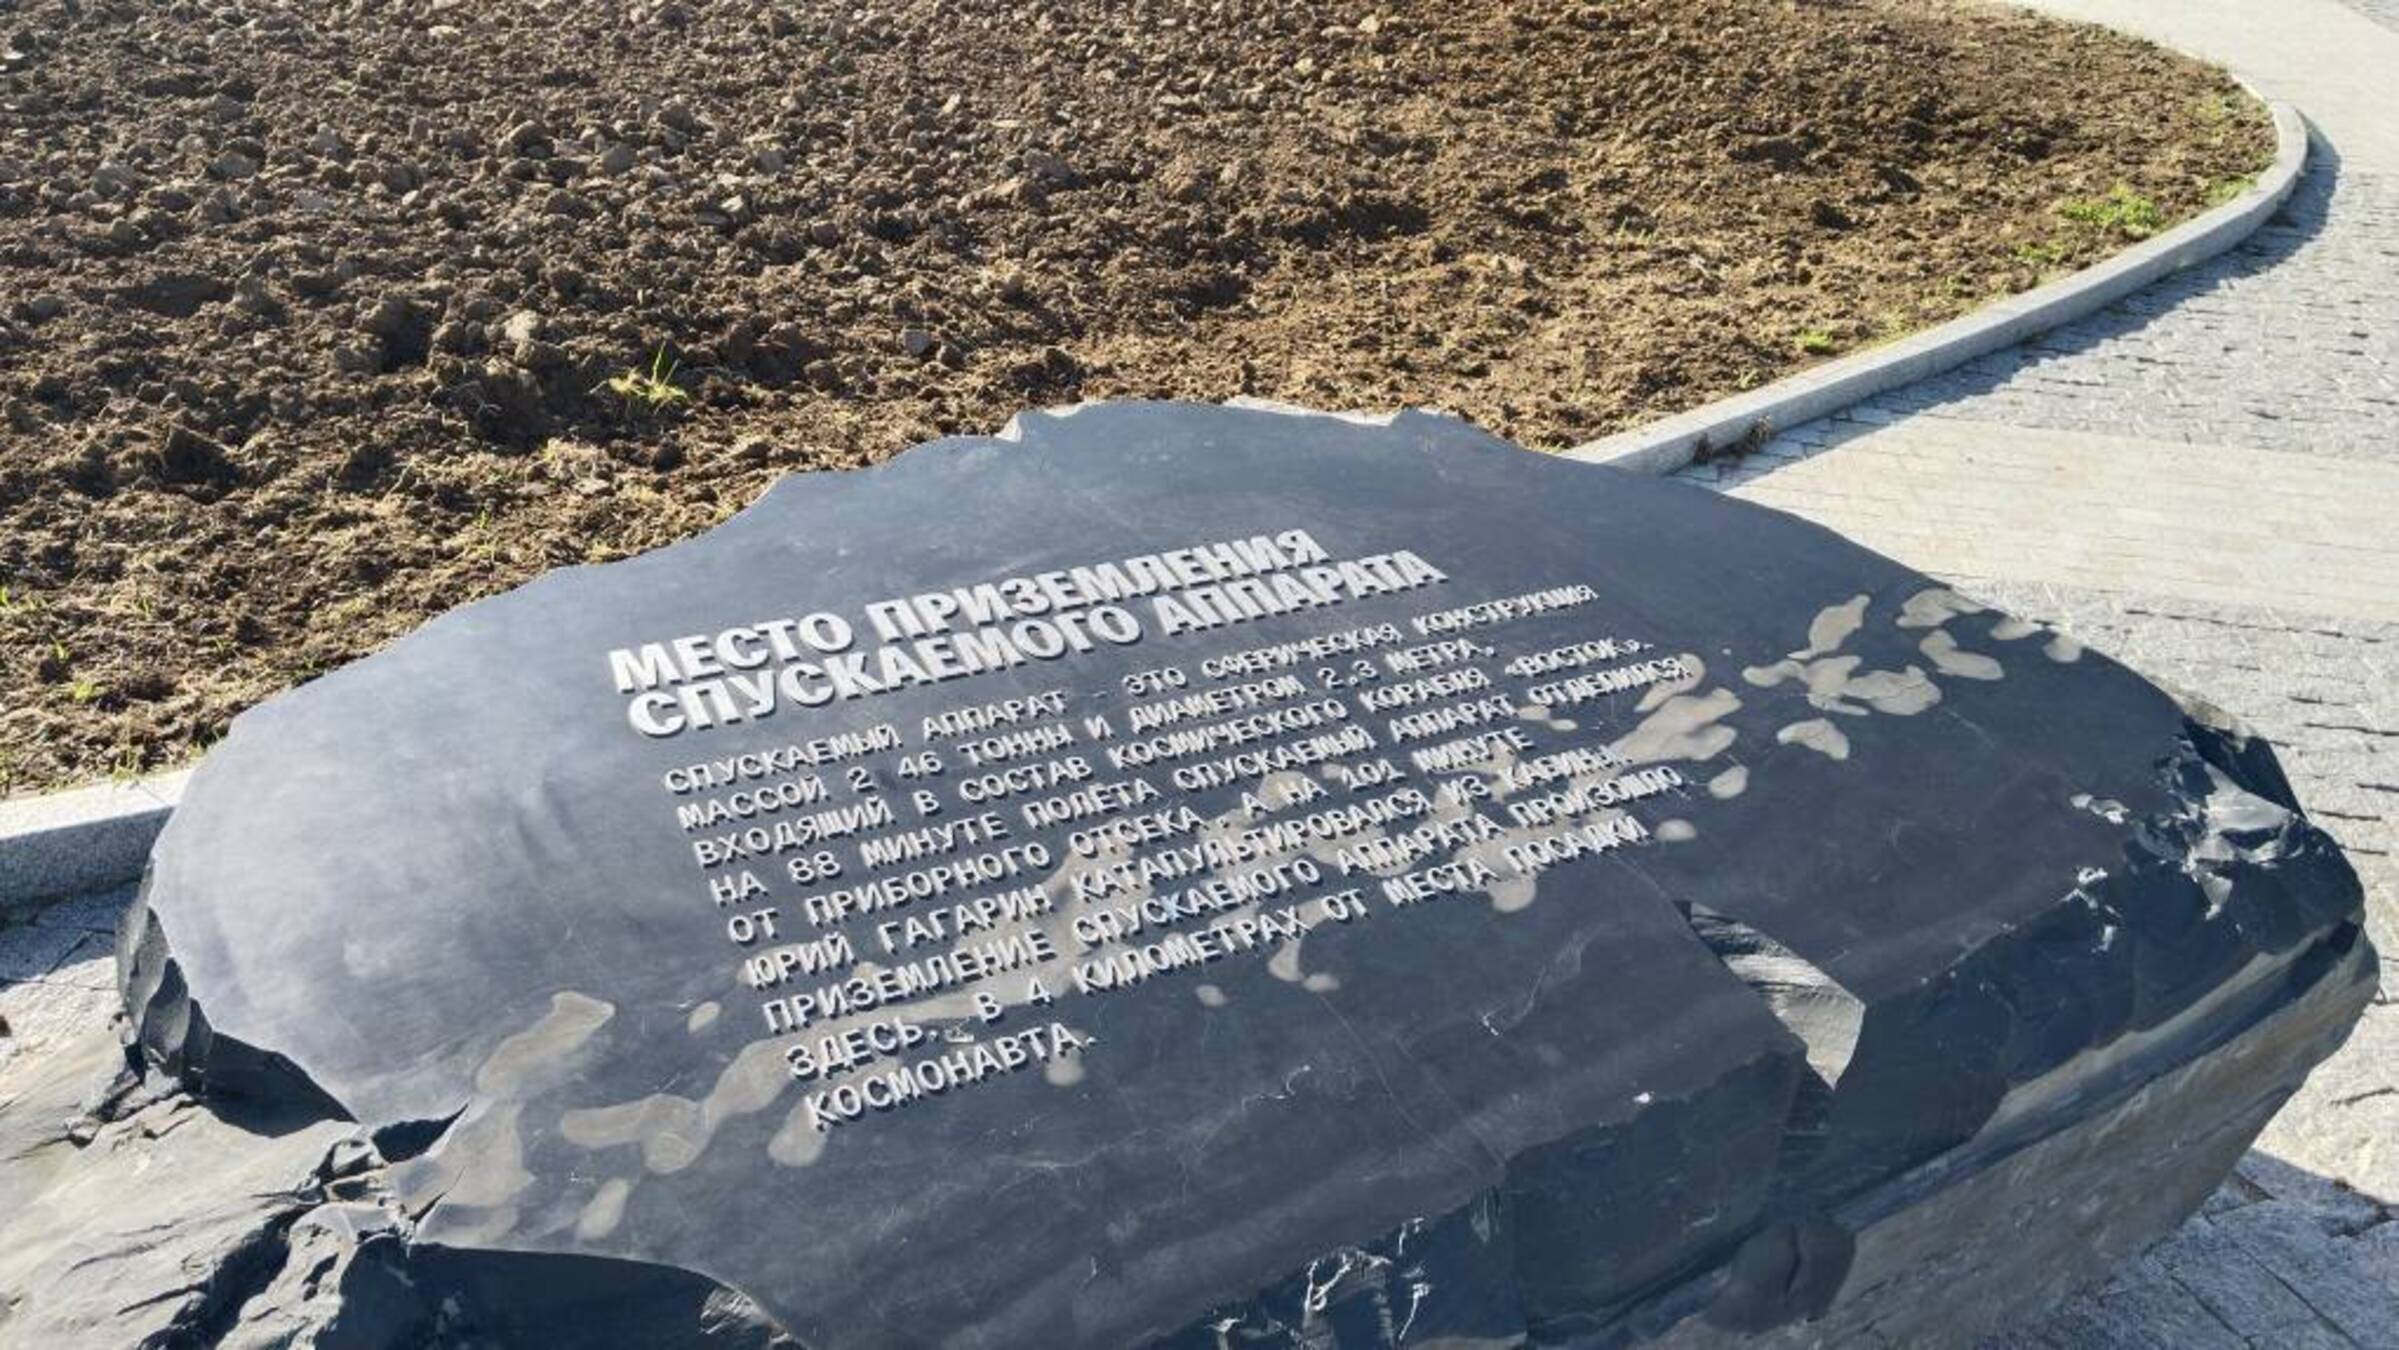 МЕСТО ПРИЗЕМЛЕНИЯ
СПУСКАЕМОГО АППАРАТА
СПУСКАЕМЫЙ АППАРАТ - ЭТО СФЕРИЧЕСКАЯ КОНСТРУКЦИЯ
МАССОЙ 2 46 ТОННЫ И ДИАМЕТРОМ 2,3 МЕТРА,
ВХОДЯЩИЙ В СОСТАВ КОСМИЧЕСКОГО КОРАБЛЯ «ВОСТОК».
НА 88 МИНУТЕ ПОЛЁТА СПУСКАЕМЫЙ АППАРАТ ОТДЕЛИЛСЯ
ОТ ПРИБОРНОГО ОТСЕКА, А НА 101 МИНУТЕ
ЮРИЙ ГАГАРИН КАТАПУЛЬТИРОВАЛСЯ ИЗ КАБИНЫ.
ПРИЗЕМЛЕНИЕ СПУСКАЕМОГО АППАРАТА ПРОИЗОШЛО
ЗДЕСЬ, В 4 КИЛОМЕТРАХ ОТ МЕСТА ПОСАДКИ
КОСМОНАВТА.